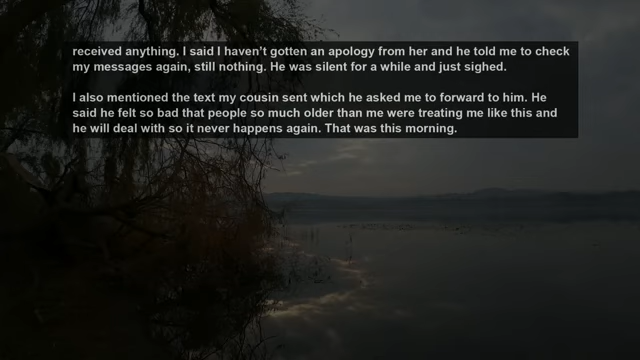 received anything. I said I haven't gotten an apology from her and he told me to check
my messages again, still nothing. He was silent for a while and just sighed.
I also mentioned the text my cousin sent which he asked me to forward to him. He
said he felt so bad that people so much older than me were treating me like this and
he will deal with so it never happens again. That was this morning.